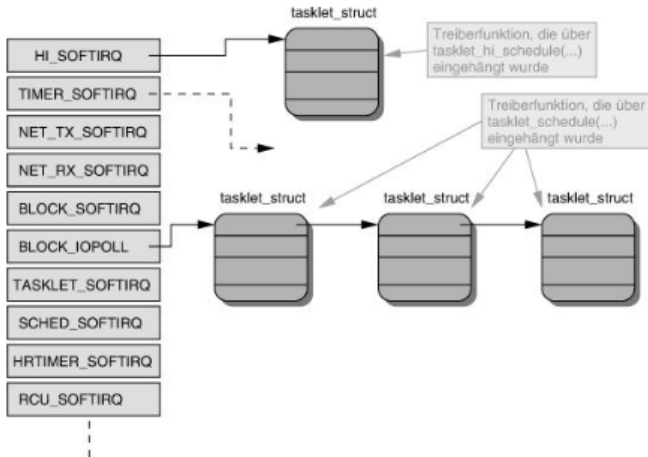 tasklet_struct
Treiberfunktion, die über
tasklet_hi_schedule(...)
eingehängt wurde
HI_SOFTIRQ
TIMER_SOFTIRQ
NET_TX_SOFTIRQ
NET_RX_SOFTIRQ
BLOCK_SOFTIRQ
BLOCK_IOPOLL
TASKLET_SOFTIRQ
SCHED_SOFTIRQ
HRTIMER_SOFTIRQ
RCU_SOFTIRQ
Treiberfunktion, die über
tasklet_schedule(...)
eingehängt wurde
tasklet_struct
tasklet_struct
tasklet_struct